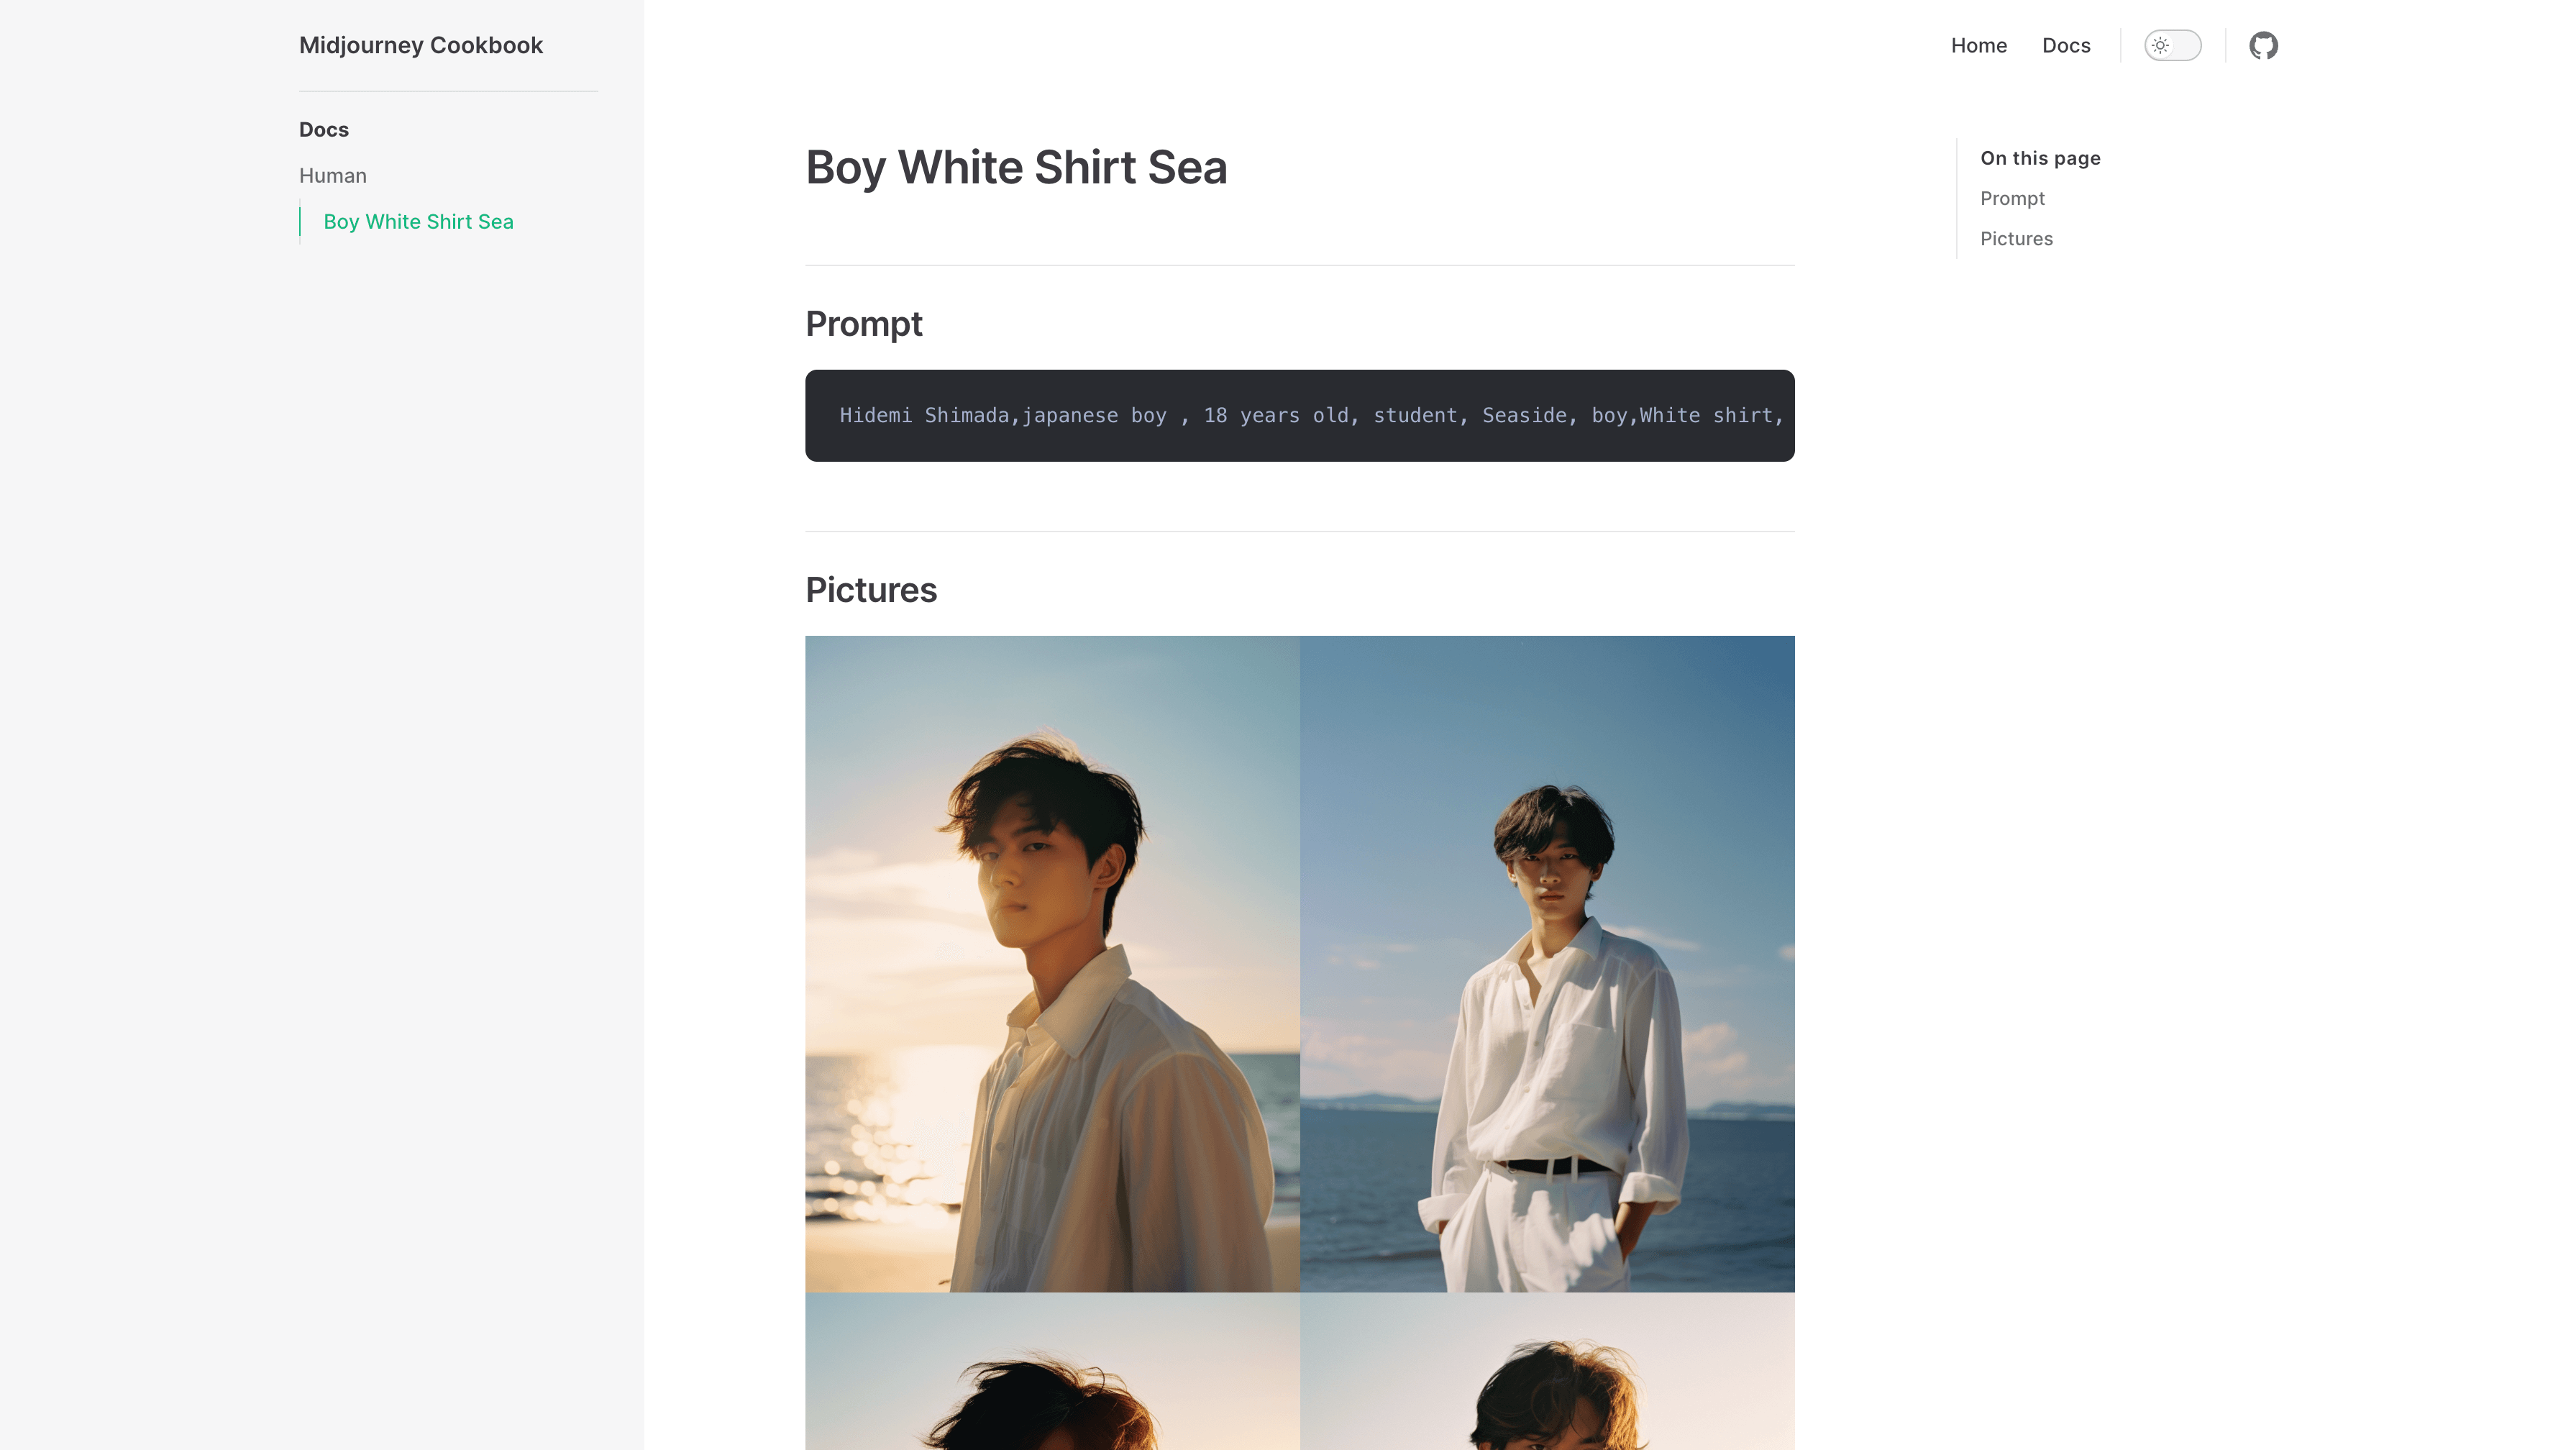 Midjourney Cookbook
Home
Docs
Docs
Human
Boy White Shirt Sea
Boy White Shirt Sea
On this page
Prompt
Pictures
Prompt
Hidemi Shimada,japanese boy , 18 years old, student, Seaside, boy,White shirt,
Pictures